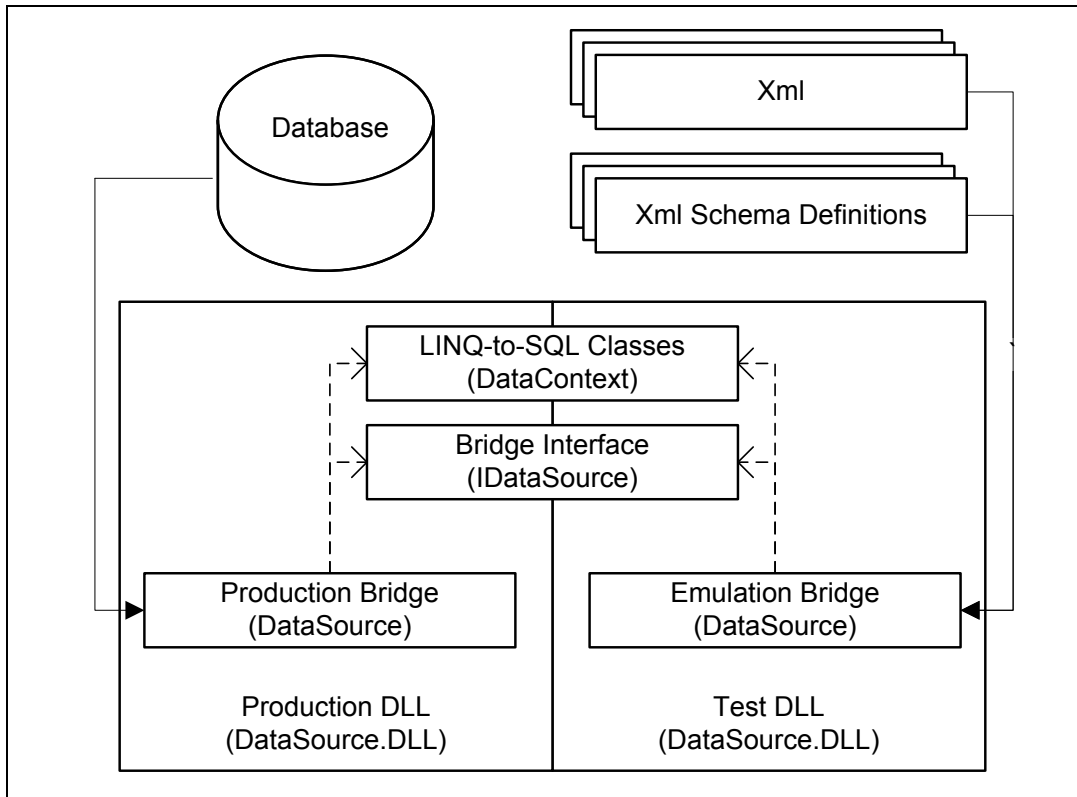 Database
Xml
Xml Schema Definitions
LINQ-to-SQL Classes
(DataContext)
Bridge Interface
(IDataSource)
Production Bridge
(DataSource)
Emulation Bridge
(DataSource)
Production DLL
(DataSource.DLL)
Test DLL
(DataSource.DLL)